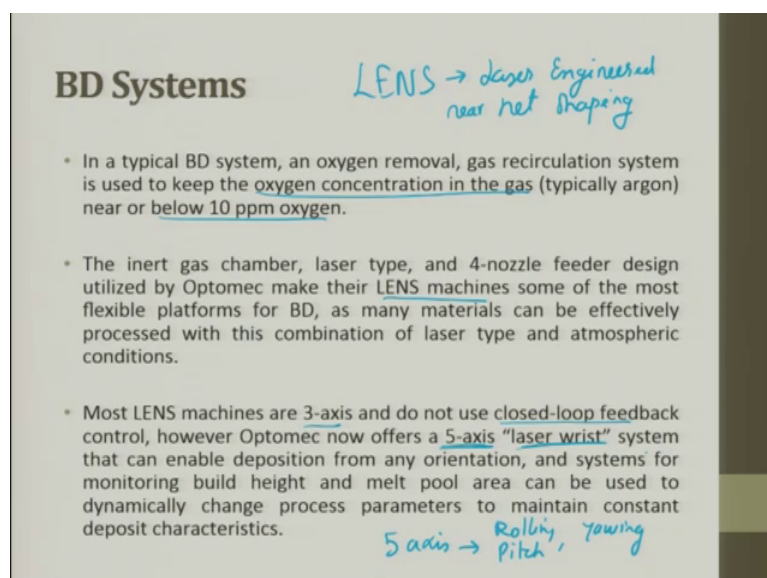 BD Systems
LENS → Laser Engineered
near net Shaping
• In a typical BD system, an oxygen removal, gas recirculation system
is used to keep the oxygen concentration in the gas (typically argon)
near or below 10 ppm oxygen.
• The inert gas chamber, laser type, and 4-nozzle feeder design
utilized by Optomec make their LENS machines some of the most
flexible platforms for BD, as many materials can be effectively
processed with this combination of laser type and atmospheric
conditions.
• Most LENS machines are 3-axis and do not use closed-loop feedback
control, however Optomec now offers a 5-axis “laser wrist” system
that can enable deposition from any orientation, and systems for
monitoring build height and melt pool area can be used to
dynamically change process parameters to maintain constant
deposit characteristics.
5 axis → Rolling, yawing
Pitch